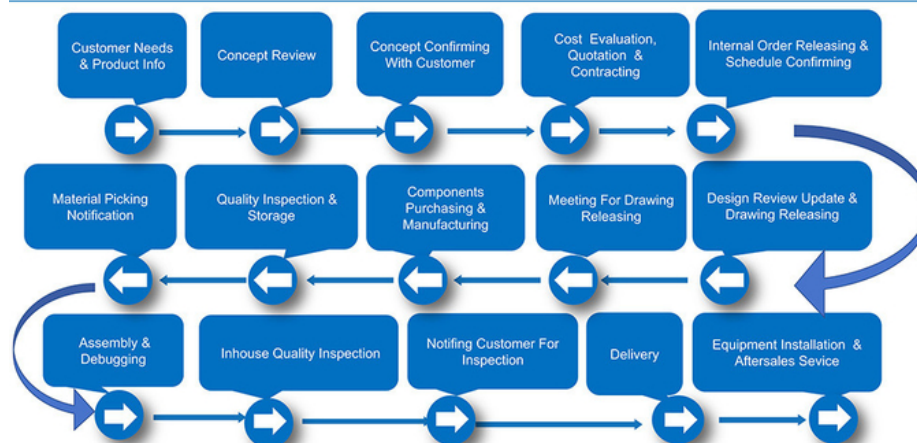 Customer Needs
& Product Info
Concept Review
Concept Confirming
With Customer
Cost Evaluation,
Quotation &
Contracting
Internal Order Releasing &
Schedule Confirming
Material Picking
Notification
Quality Inspection &
Storage
Components
Purchasing &
Manufacturing
Meeting For Drawing
Releasing
Design Review Update &
Drawing Releasing
Assembly &
Debugging
Inhouse Quality Inspection
Notifing Customer For
Inspection
Delivery
Equipment Installation &
Aftersales Sevice